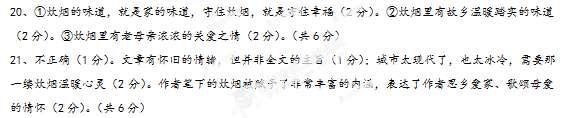 20、①炊烟的味道，就是家的味道，守住炊烟，就是守住幸福（2分）。②炊烟里有故乡温暖踏实的味道
（2分）。③炊烟里有老母亲浓浓的关爱之情（2分）。（共6分）
21、不正确（1分）。文章有怀旧的情绪，但并非全文的主旨（1分）；城市太现代了，也太冰冷，需要那
一缕炊烟温暖心灵（2分）。作者笔下的炊烟被赋予了非常丰富的内涵，表达了作者思乡爱家、歌颂母爱
的情怀（2分）。（共6分）